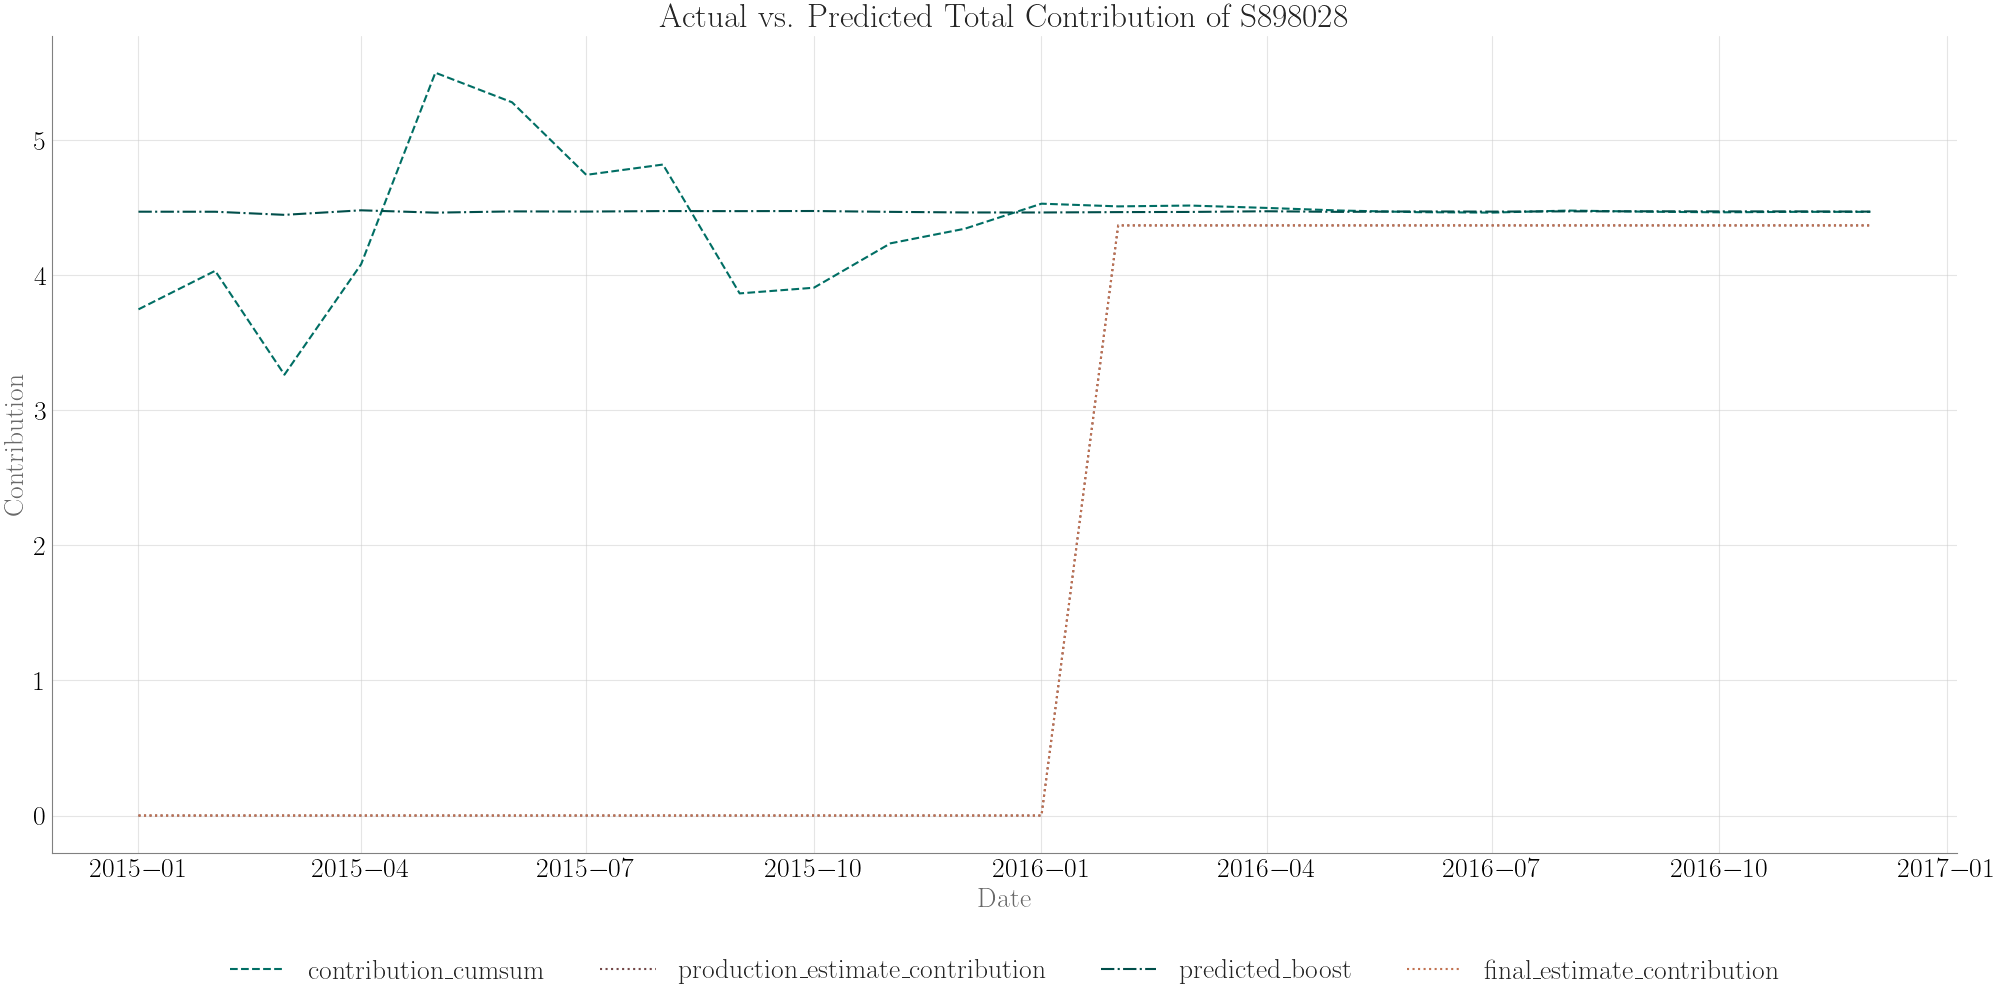 Actual vs. Predicted Total Contribution of S898028
Contribution
5
4
3
2
1
0
2015−01 2015−04 2015−07 2015−10 2016−01 2016−04 2016−07 2016−10 2017−01
Date
contribution_cumsum production_estimate_contribution predicted_boost final_estimate_contribution